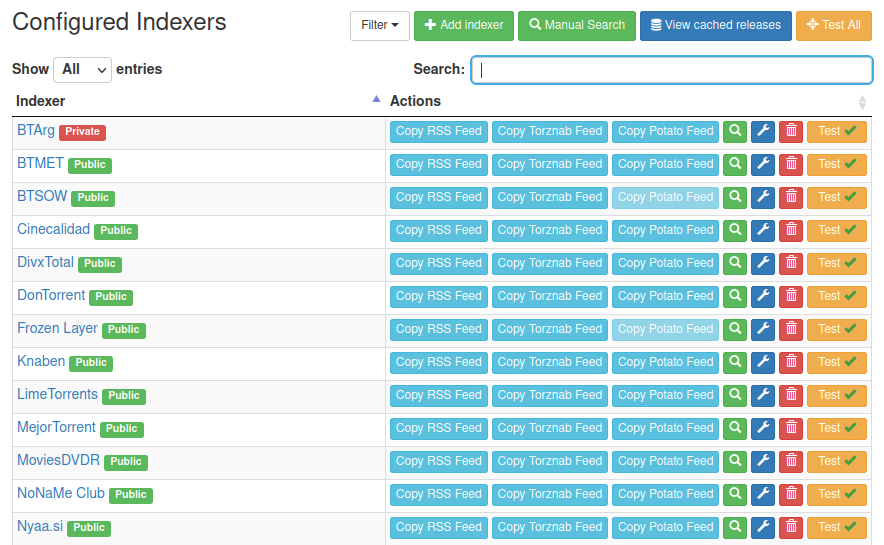 Configured Indexers
Filter Add indexer Manual Search View cached releases Test All
Show All entries Search:
Indexer Actions
BTArg Private Copy RSS Feed Copy Torznab Feed Copy Potato Feed Test
BTMET Public Copy RSS Feed Copy Torznab Feed Copy Potato Feed Test
BTSOW Public Copy RSS Feed Copy Torznab Feed Copy Potato Feed Test
Cinecalidad Public Copy RSS Feed Copy Torznab Feed Copy Potato Feed Test
DivxTotal Public Copy RSS Feed Copy Torznab Feed Copy Potato Feed Test
DonTorrent Public Copy RSS Feed Copy Torznab Feed Copy Potato Feed Test
Frozen Layer Public Copy RSS Feed Copy Torznab Feed Copy Potato Feed Test
Knaben Public Copy RSS Feed Copy Torznab Feed Copy Potato Feed Test
LimeTorrents Public Copy RSS Feed Copy Torznab Feed Copy Potato Feed Test
MejorTorrent Public Copy RSS Feed Copy Torznab Feed Copy Potato Feed Test
MoviesDVDR Public Copy RSS Feed Copy Torznab Feed Copy Potato Feed Test
NoNaMe Club Public Copy RSS Feed Copy Torznab Feed Copy Potato Feed Test
Nyaa.si Public Copy RSS Feed Copy Torznab Feed Copy Potato Feed Test